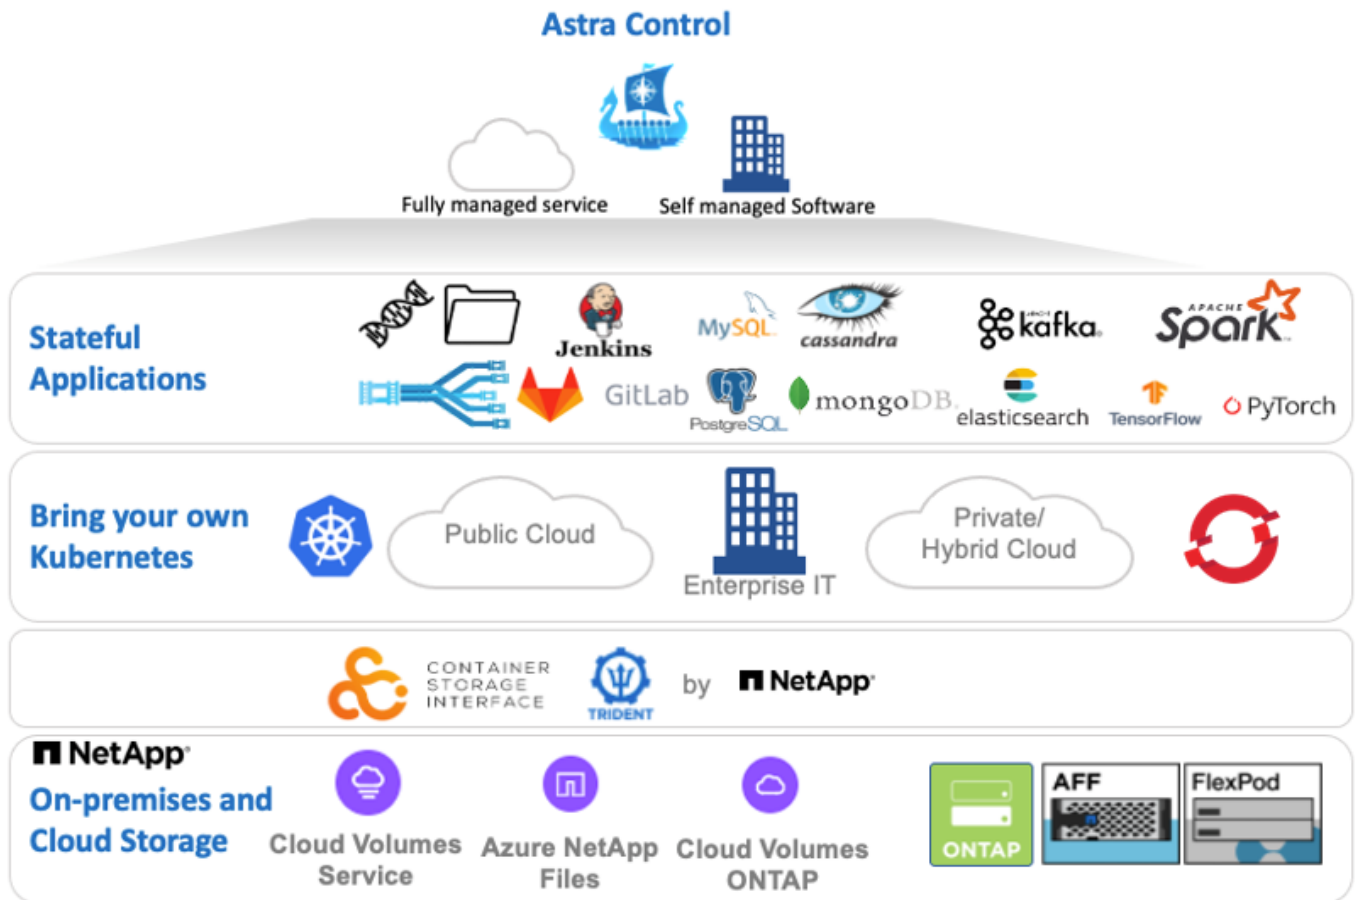 Astra Control
Fully managed service
Self managed Software
Stateful
Applications
Jenkins
MySQL
cassandra
kafka
APACHE
Spark
GitLab
PostgreSQL
mongoDB.
elasticsearch
TensorFlow
PyTorch
Bring your own
Kubernetes
Public Cloud
Enterprise IT
Private/
Hybrid Cloud
CONTAINER
STORAGE
INTERFACE
TRIDENT
by
NetApp
NetApp
On-premises and
Cloud Storage
Cloud Volumes
Service
Azure NetApp
Files
Cloud Volumes
ONTAP
ONTAP
AFF
FlexPod